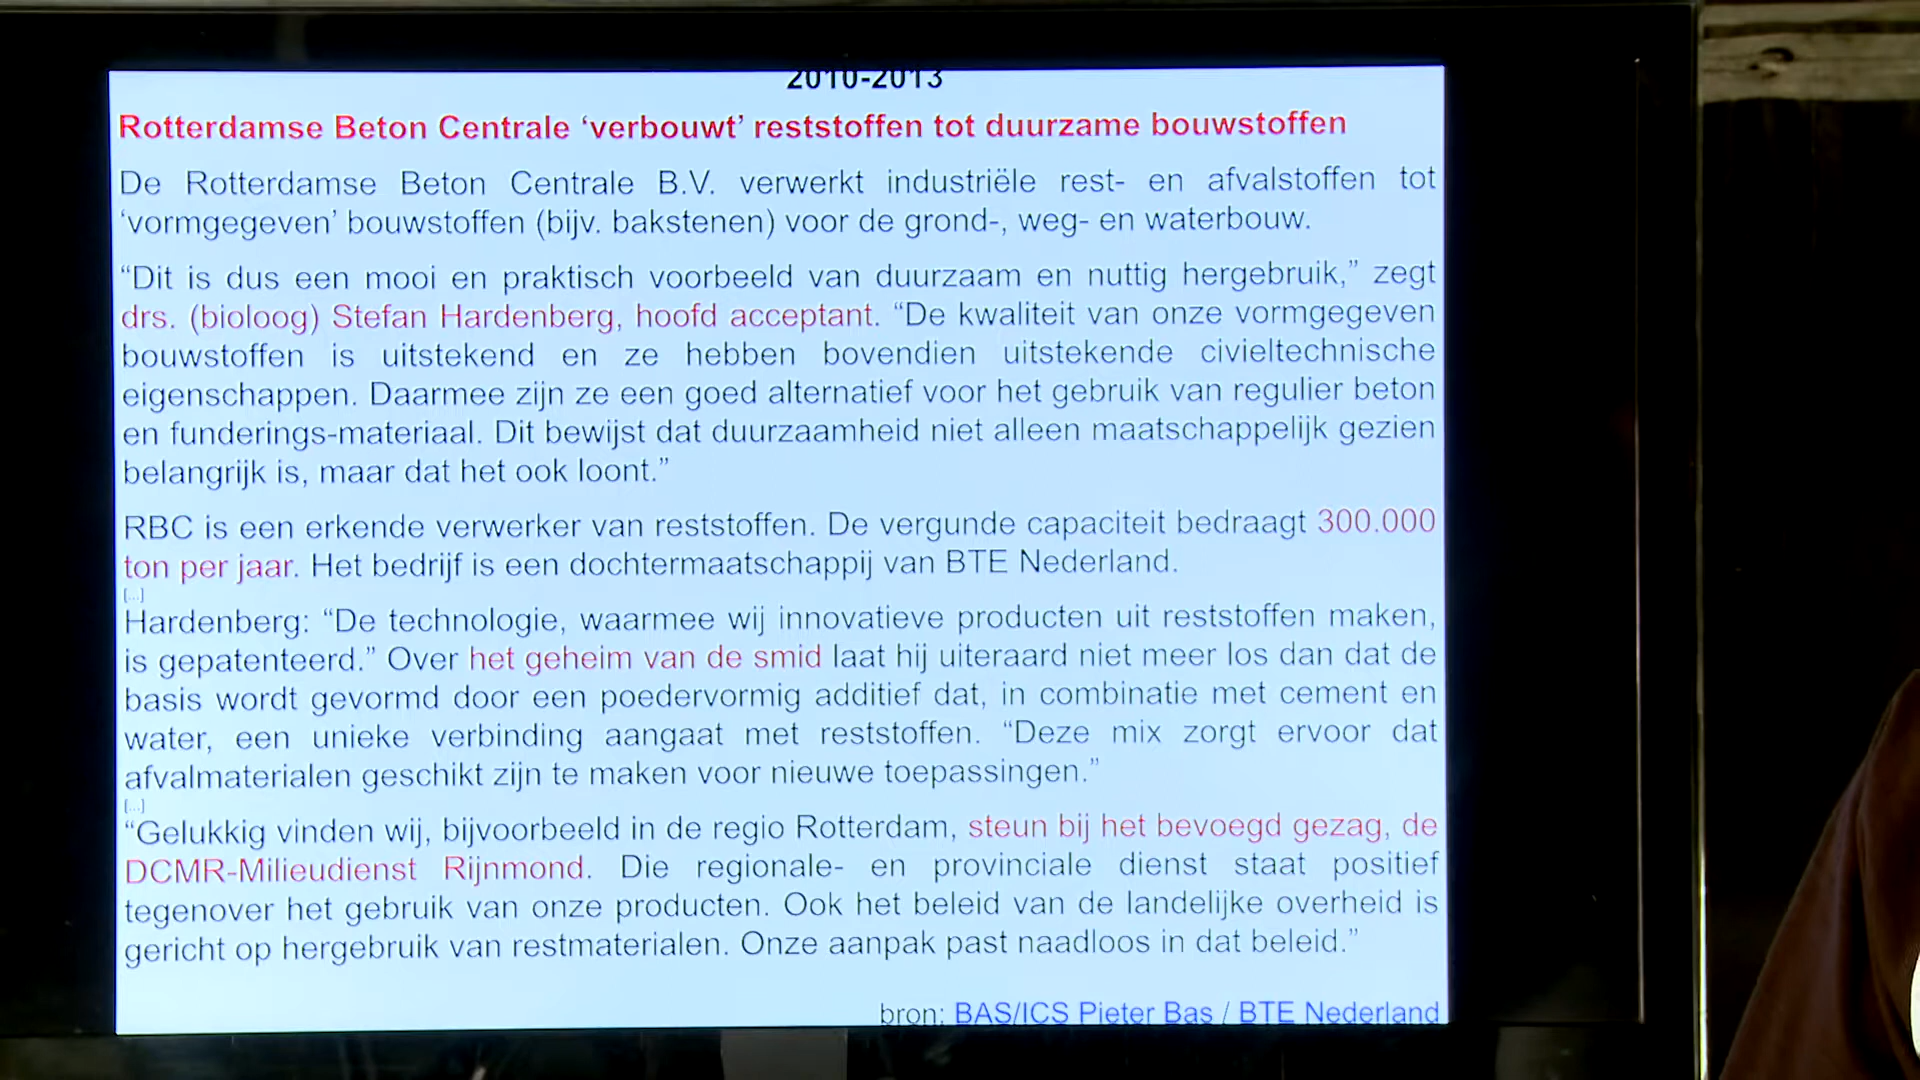 2010-2013
Rotterdamse Beton Centrale ‘verbouwt’ reststoffen tot duurzame bouwstoffen
De Rotterdamse Beton Centrale B.V. verwerkt industriële rest- en afvalstoffen tot
‘vormgegeven’ bouwstoffen (bijv. bakstenen) voor de grond-, weg- en waterbouw.
“Dit is dus een mooi en praktisch voorbeeld van duurzaam en nuttig hergebruik,” zegt
drs. (bioloog) Stefan Hardenberg, hoofd acceptant. “De kwaliteit van onze vormgegeven
bouwstoffen is uitstekend en ze hebben bovendien uitstekende civieltechnische
eigenschappen. Daarmee zijn ze een goed alternatief voor het gebruik van regulier beton
en funderings-materiaal. Dit bewijst dat duurzaamheid niet alleen maatschappelijk gezien
belangrijk is, maar dat het ook loont.”
RBC is een erkende verwerker van reststoffen. De vergunde capaciteit bedraagt 300.000
ton per jaar. Het bedrijf is een dochtermaatschappij van BTE Nederland.
[...]
Hardenberg: “De technologie, waarmee wij innovatieve producten uit reststoffen maken,
is gepatenteerd.” Over het geheim van de smid laat hij uiteraard niet meer los dan dat de
basis wordt gevormd door een poedervormig additief dat, in combinatie met cement en
water, een unieke verbinding aangaat met reststoffen. “Deze mix zorgt ervoor dat
afvalmaterialen geschikt zijn te maken voor nieuwe toepassingen.”
[...]
“Gelukkig vinden wij, bijvoorbeeld in de regio Rotterdam, steun bij het bevoegd gezag, de
DCMR-Milieudienst Rijnmond. Die regionale- en provinciale dienst staat positief
tegenover het gebruik van onze producten. Ook het beleid van de landelijke overheid is
gericht op hergebruik van restmaterialen. Onze aanpak past naadloos in dat beleid.”
bron: BAS/ICS Pieter Bas / BTE Nederland